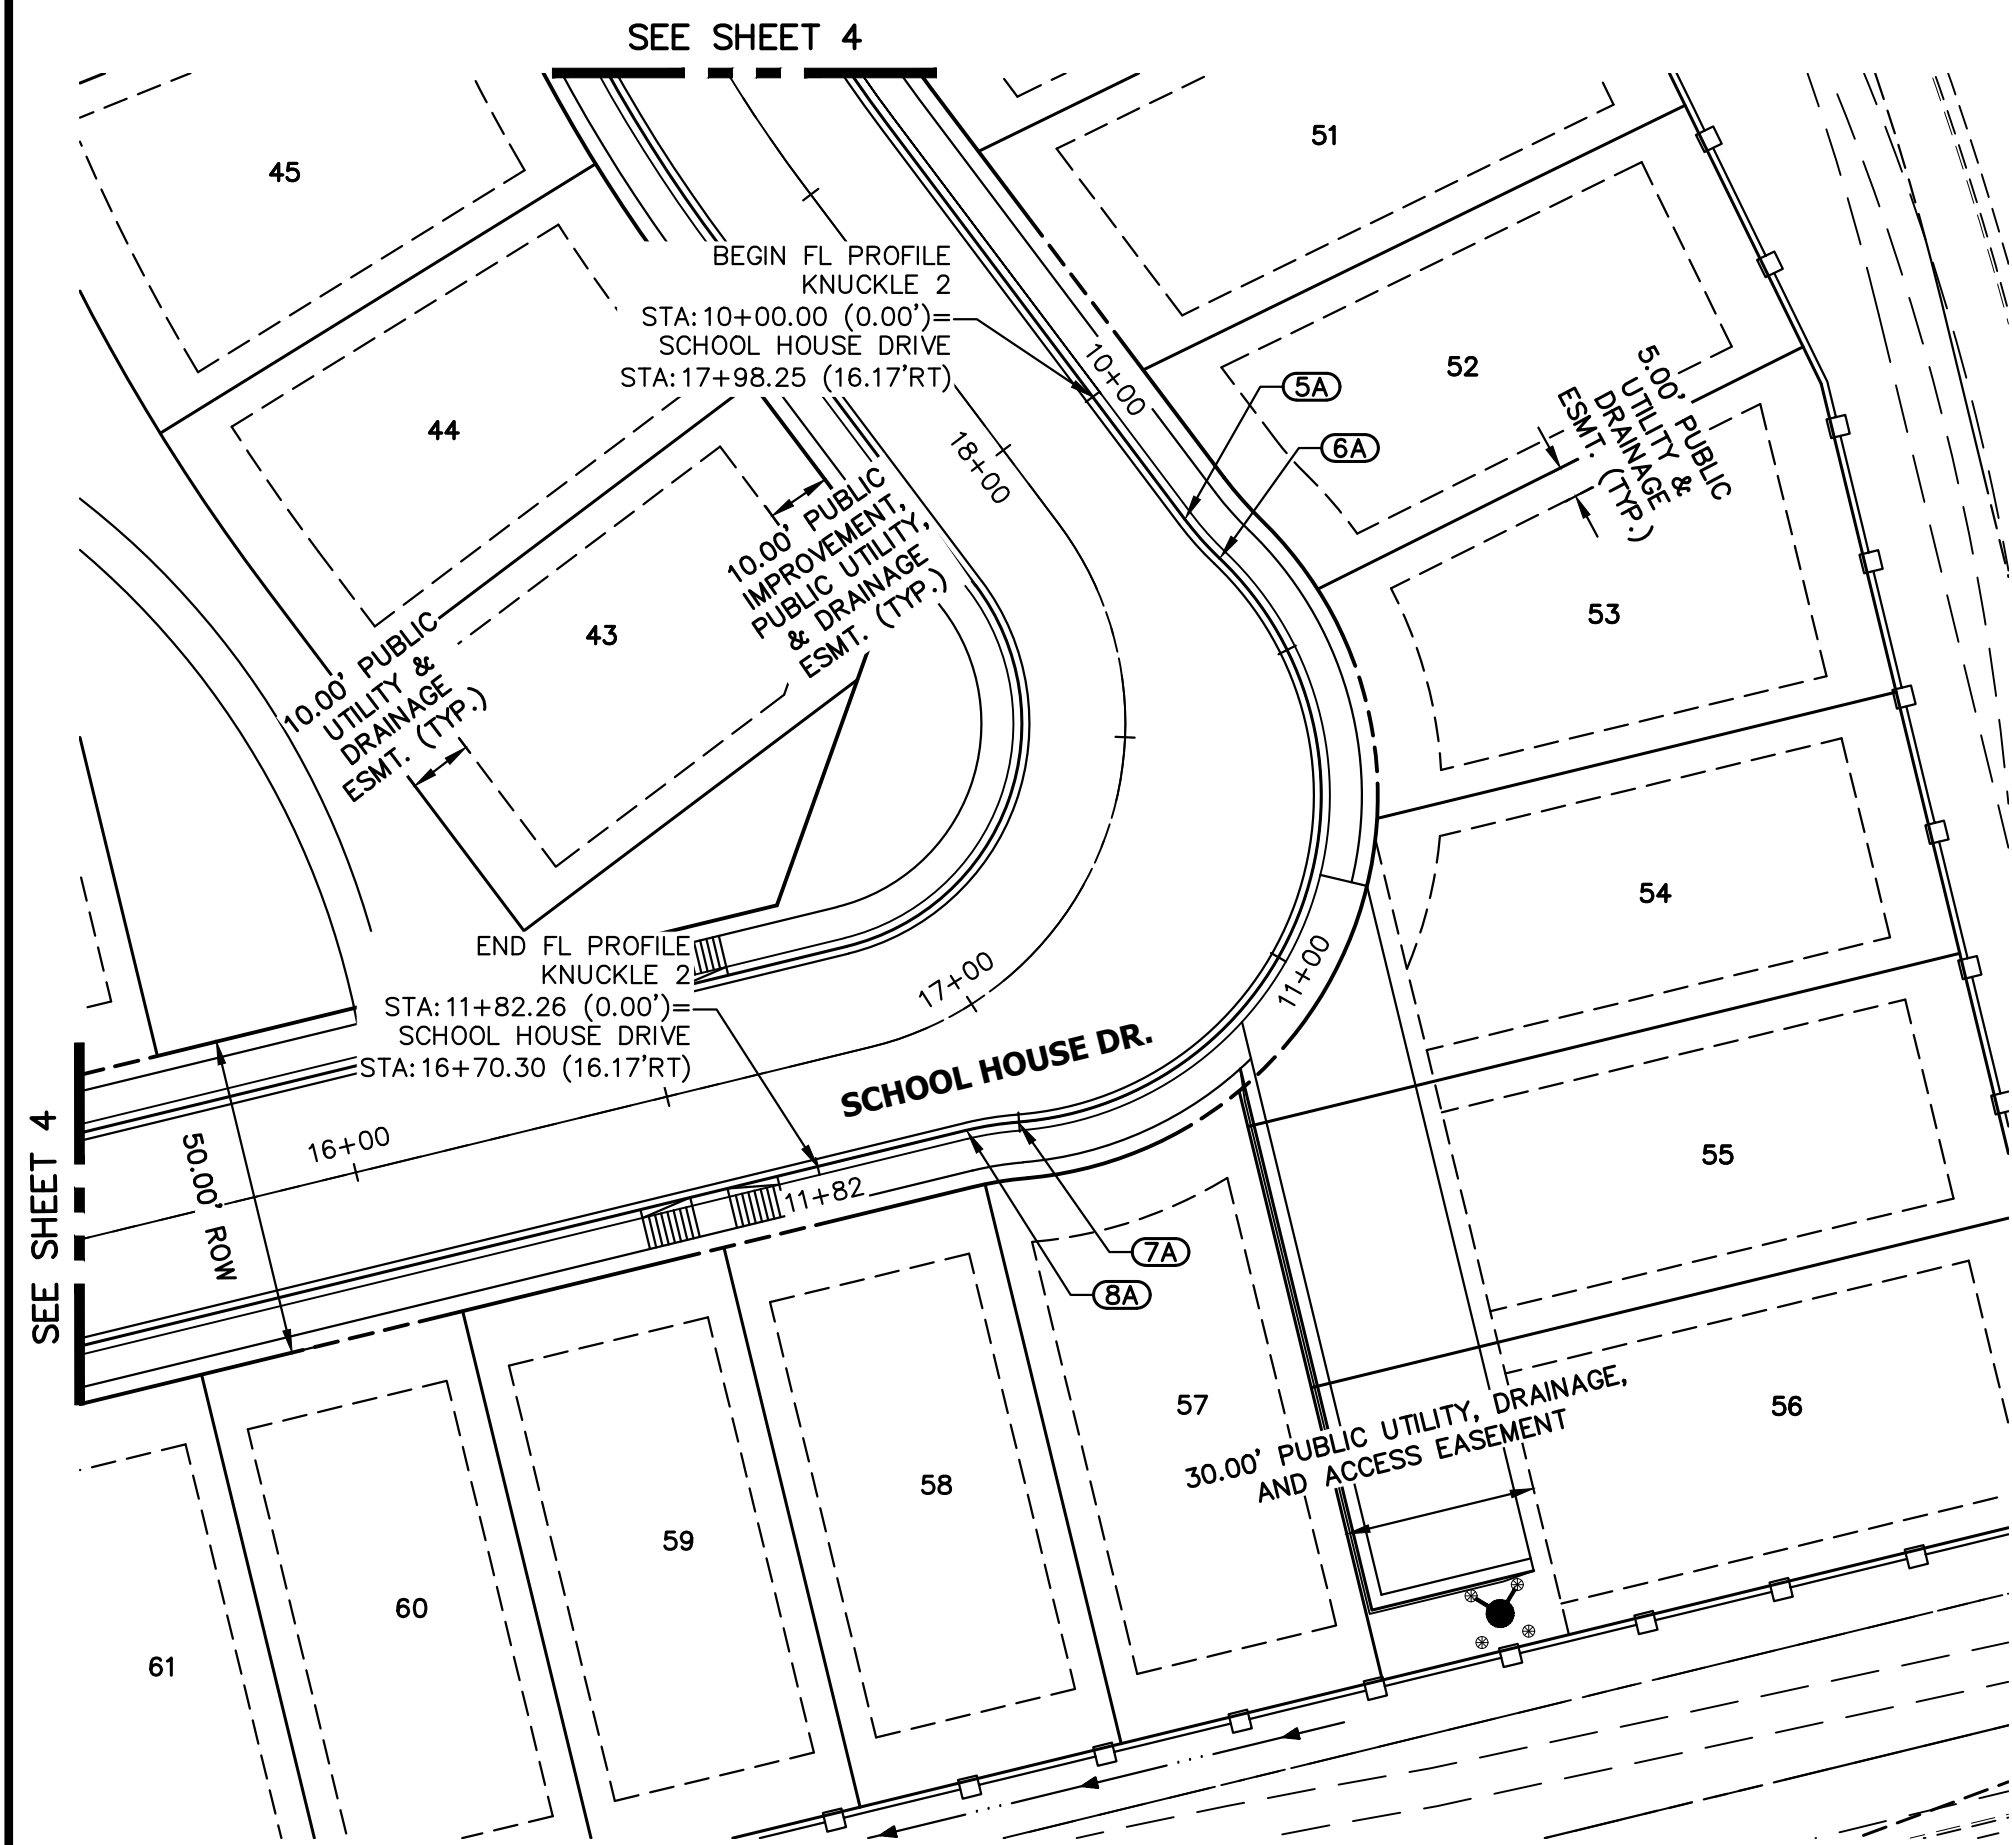 SEE SHEET 4
45
51
BEGIN FL PROFILE
KNUCKLE 2
STA:10+00.00 (0.00')=
SCHOOL HOUSE DRIVE
STA:17+98.25 (16.17'RT)
10+00
5A
52
5.00' PUBLIC
UTILITY &
DRAINAGE
ESMT. (TYP.)
44
6A
18+00
10.00' PUBLIC
IMPROVEMENT,
PUBLIC UTILITY,
& DRAINAGE
ESMT. (TYP.)
43
53
10.00' PUBLIC
UTILITY &
DRAINAGE
ESMT. (TYP.)
54
END FL PROFILE
KNUCKLE 2
STA:11+82.26 (0.00')=
SCHOOL HOUSE DRIVE
STA:16+70.30 (16.17'RT)
17+00
11+00
SCHOOL HOUSE DR.
SEE SHEET 4
16+00
50.00' ROW
11+82
55
7A
8A
57
56
30.00' PUBLIC UTILITY, DRAINAGE,
AND ACCESS EASEMENT
58
59
60
61